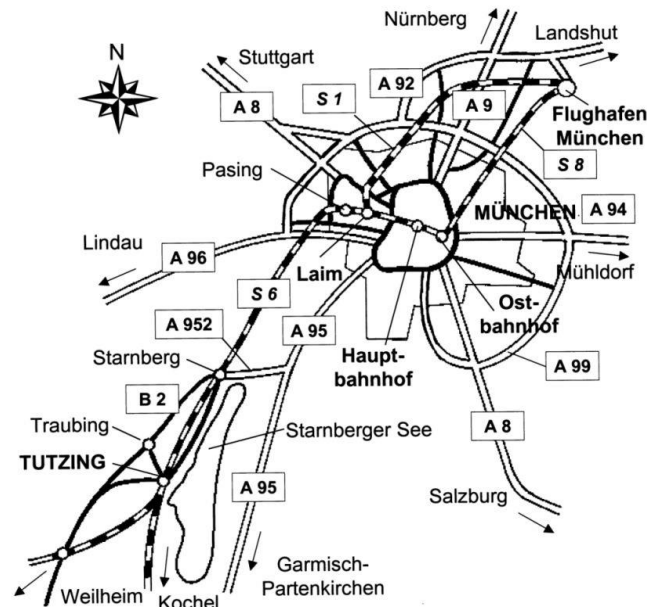 Nürnberg
Landshut
N
Stuttgart
A 92
S 1
A 9
A 8
Flughafen
München
S 8
Pasing
MÜNCHEN
A 94
Lindau
A 96
Laim
Mühldorf
S 6
Ost-
bahnhof
A 952
A 95
Haupt-
bahnhof
Starnberg
A 99
B 2
Traubing
Starnberger See
A 8
TUTZING
A 95
Salzburg
Garmisch-
Partenkirchen
Weilheim
Kochel